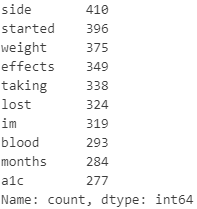 side 410
started 396
weight 375
effects 349
taking 338
lost 324
im 319
blood 293
months 284
a1c 277
Name: count, dtype: int64